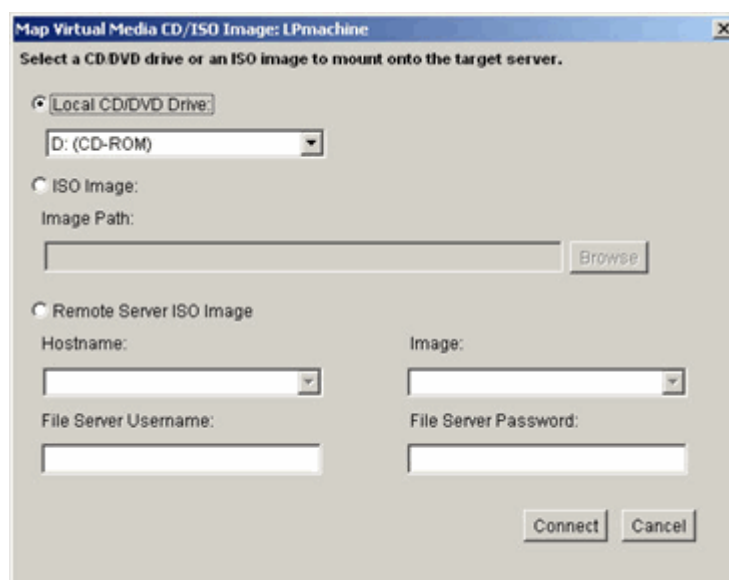 Map Virtual Media CD/ISO Image: LPmachine
Select a CD/DVD drive or an ISO image to mount onto the target server.
Local CD/DVD Drive:
D: (CD-ROM)
ISO Image:
Image Path:
Browse
Remote Server ISO Image
Hostname: Image:
File Server Username: File Server Password:
Connect Cancel